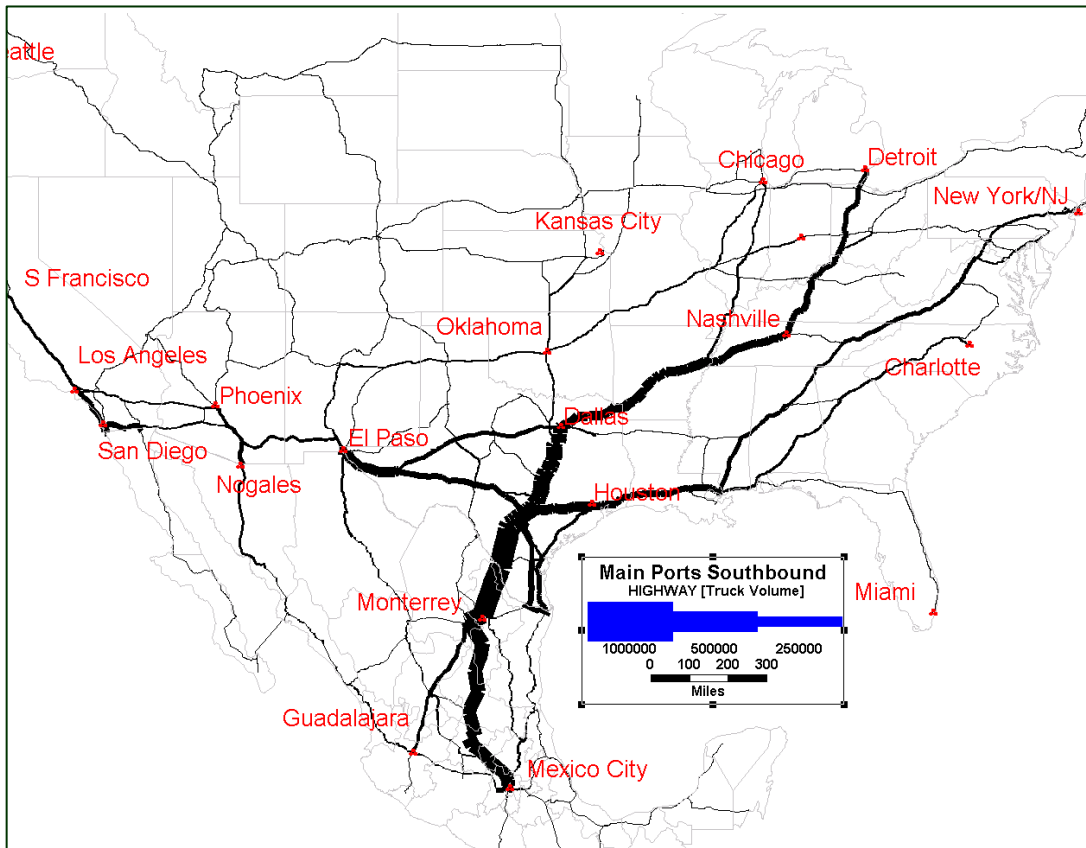 eattle
Chicago
Detroit
New York/NJ
Kansas City
S Francisco
Nashville
Oklahoma
Los Angeles
Charlotte
Phoenix
Dallas
El Paso
San Diego
Nogales
Houston
Main Ports Southbound
HIGHWAY [Truck Volume]
1000000 500000 250000
0 100 200 300
Miles
Miami
Monterrey
Guadalajara
Mexico City